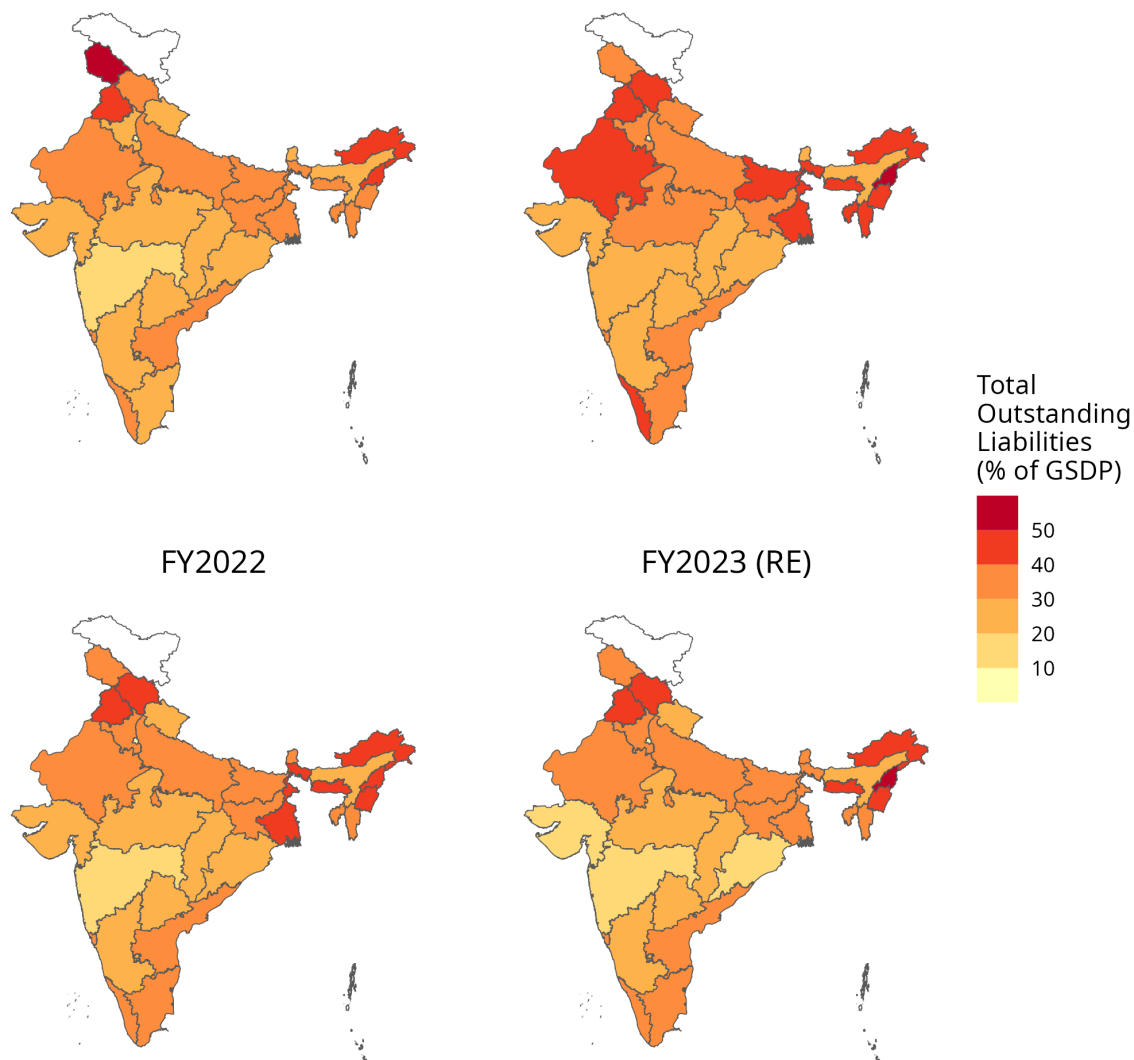 Total
Outstanding
Liabilities
(% of GSDP)
50
40
30
20
10
FY2022
FY2023 (RE)